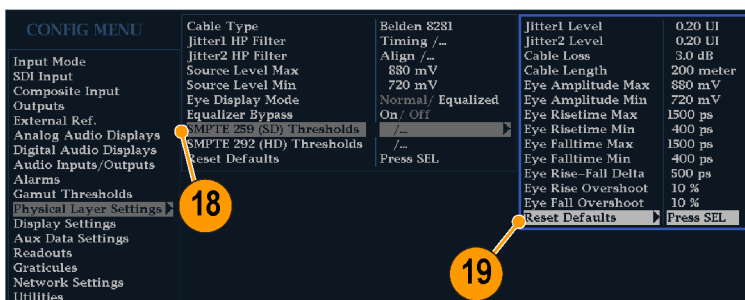 CONFIG MENU
Input Mode
SDI Input
Composite Input
Outputs
External Ref.
Analog Audio Displays
Digital Audio Displays
Audio Inputs/Outputs
Alarms
Gamut Thresholds
Physical Layer Settings
Display Settings
Aux Data Settings
Readouts
Graticules
Network Settings
Utilities
Cable Type Belden 8281
Jitter1 HP Filter Timing /...
Jitter2 HP Filter Align /...
Source Level Max 880 mV
Source Level Min 720 mV
Eye Display Mode Normal/ Equalized
Equalizer Bypass On/ Off
SMPTE 259 (SD) Thresholds /...
SMPTE 292 (HD) Thresholds /...
Reset Defaults Press SEL
18
Jitter1 Level 0.20 UI
Jitter2 Level 0.20 UI
Cable Loss 3.0 dB
Cable Length 200 meter
Eye Amplitude Max 880 mV
Eye Amplitude Min 720 mV
Eye Risetime Max 1500 ps
Eye Risetime Min 400 ps
Eye Falltime Max 1500 ps
Eye Falltime Min 400 ps
Eye Rise-Fall Delta 500 ps
Eye Rise Overshoot 10 %
Eye Fall Overshoot 10 %
Reset Defaults Press SEL
19